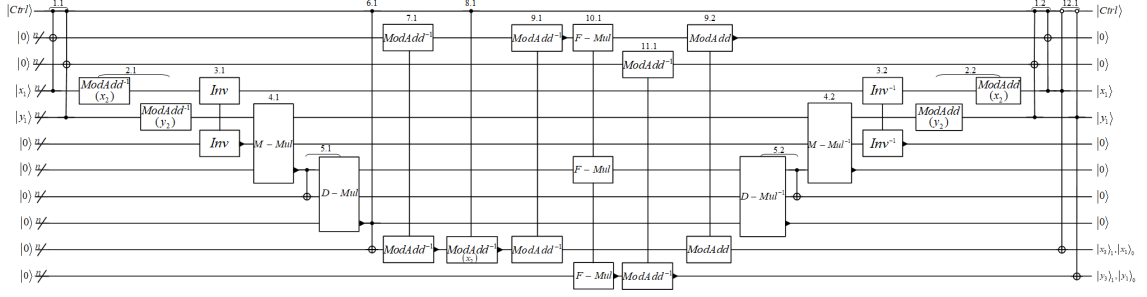 |Ctrl⟩ 1.1 6.1 8.1 1.2 12.1 |Ctrl⟩
7.1 9.1 10.1 9.2
|0⟩ n ModAdd⁻¹ ModAdd⁻¹ F − Mul ModAdd |0⟩
11.1
|0⟩ n ModAdd⁻¹ |0⟩
2.1 3.1 3.2 2.2
|x₁⟩ n ModAdd⁻¹ (x₂) Inv Inv⁻¹ ModAdd (x₂) |x₁⟩
4.1 4.2
|y₁⟩ n ModAdd⁻¹ (y₂) ModAdd (y₂) |y₁⟩
|0⟩ n Inv M − Mul M − Mul⁻¹ Inv⁻¹ |0⟩
5.1 5.2
|0⟩ n F − Mul |0⟩
|0⟩ n D − Mul D − Mul⁻¹ |0⟩
|0⟩ n |0⟩
|0⟩ n ModAdd⁻¹ ModAdd⁻¹ (x₂) ModAdd⁻¹ ModAdd |x₃⟩₁,|x₁⟩₀
|0⟩ n F − Mul ModAdd⁻¹ |y₃⟩₁,|y₁⟩₀